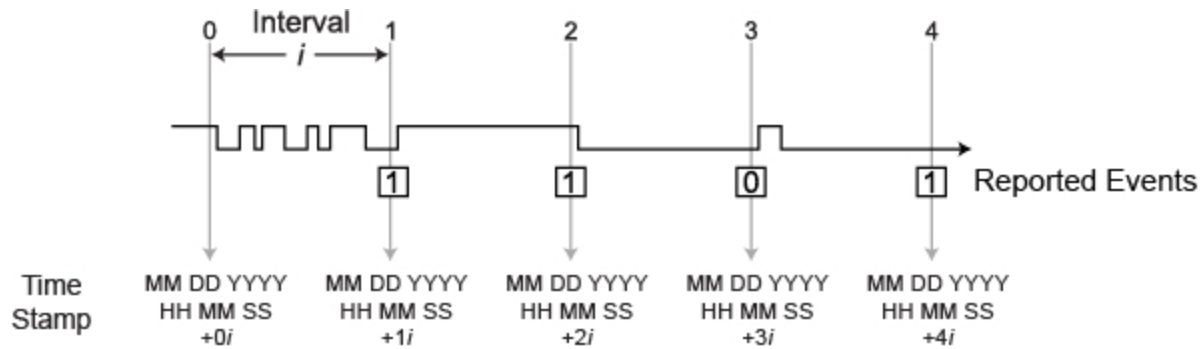 0 Interval 1 2 3 4
i
1 1 0 1 Reported Events
Time Stamp
MM DD YYYY MM DD YYYY MM DD YYYY MM DD YYYY MM DD YYYY
HH MM SS HH MM SS HH MM SS HH MM SS HH MM SS
+0i +1i +2i +3i +4i